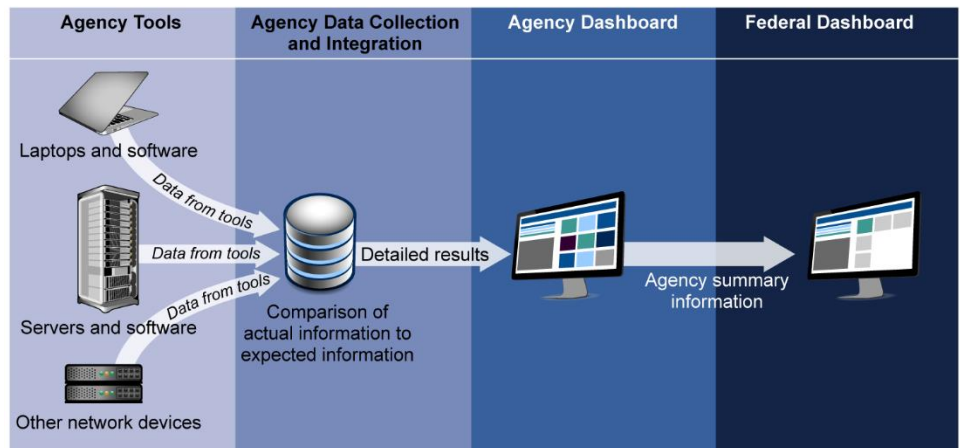 Agency Tools
Agency Data Collection
and Integration
Agency Dashboard
Federal Dashboard
Laptops and software
Data from tools
Servers and software
Data from tools
Other network devices
Data from tools
Comparison of
actual information to
expected information
Detailed results
Agency summary
information